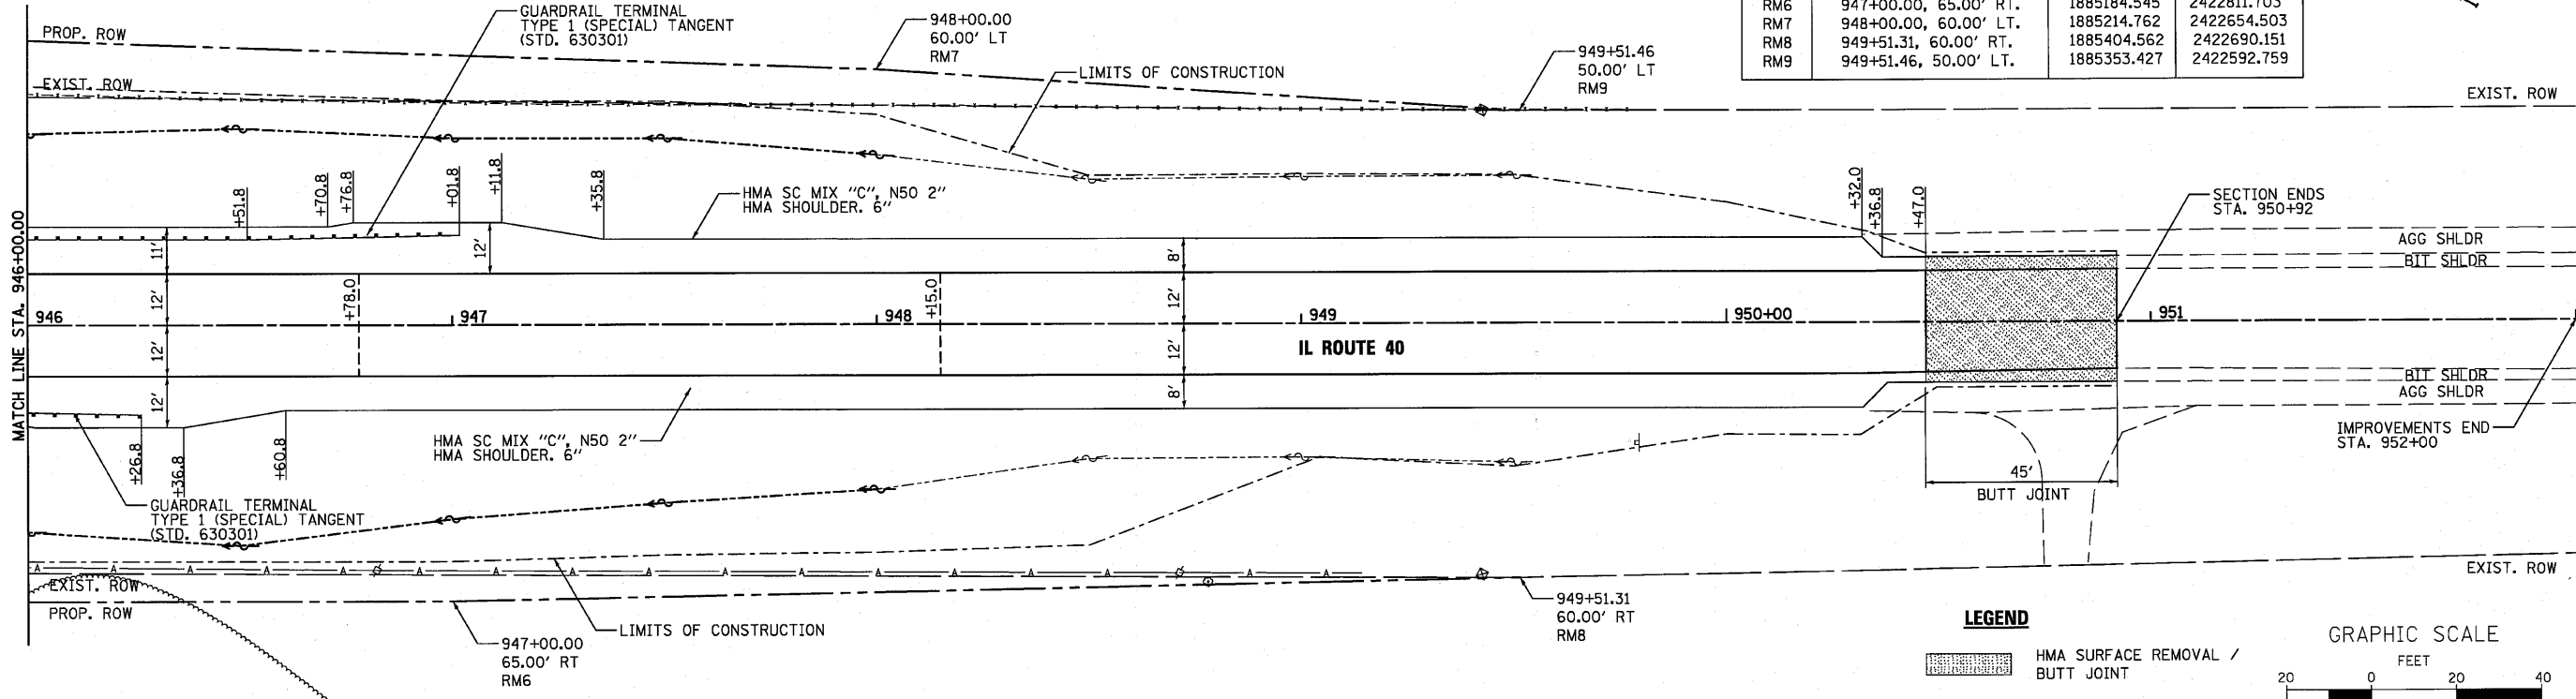 GUARDRAIL TERMINAL
TYPE 1 (SPECIAL) TANGENT
(STD. 630301)
948+00.00
60.00' LT
RM7
PROP. ROW
EXIST. ROW
LIMITS OF CONSTRUCTION
949+51.46
50.00' LT
RM9
RM6 947+00.00, 65.00' RT. 1885184.545 2422811.703
RM7 948+00.00, 60.00' LT. 1885214.762 2422654.503
RM8 949+51.31, 60.00' RT. 1885404.562 2422690.151
RM9 949+51.46, 50.00' LT. 1885353.427 2422592.759
EXIST. ROW
+51.8
+70.8
+76.8
+01.8
+11.8
+35.8
HMA SC MIX "C", N50 2"
HMA SHOULDER. 6"
+32.0
+36.8
+47.0
SECTION ENDS
STA. 950+92
AGG SHLDR
BIT SHLDR
MATCH LINE STA. 946+00.00
11'
12'
8'
12'
+78.0
+15.0
12'
946
947
948
949
950+00
951
12'
12'
IL ROUTE 40
12'
8'
BIT SHLDR
AGG SHLDR
+26.8
+36.8
+60.8
HMA SC MIX "C", N50 2"
HMA SHOULDER. 6"
IMPROVEMENTS END
STA. 952+00
45'
BUTT JOINT
GUARDRAIL TERMINAL
TYPE 1 (SPECIAL) TANGENT
(STD. 630301)
A A A A A A A A A A A A A A A A A A
EXIST. ROW
PROP. ROW
EXIST. ROW
LIMITS OF CONSTRUCTION
947+00.00
65.00' RT
RM6
949+51.31
60.00' RT
RM8
LEGEND
HMA SURFACE REMOVAL /
BUTT JOINT
GRAPHIC SCALE
FEET
20 0 20 40